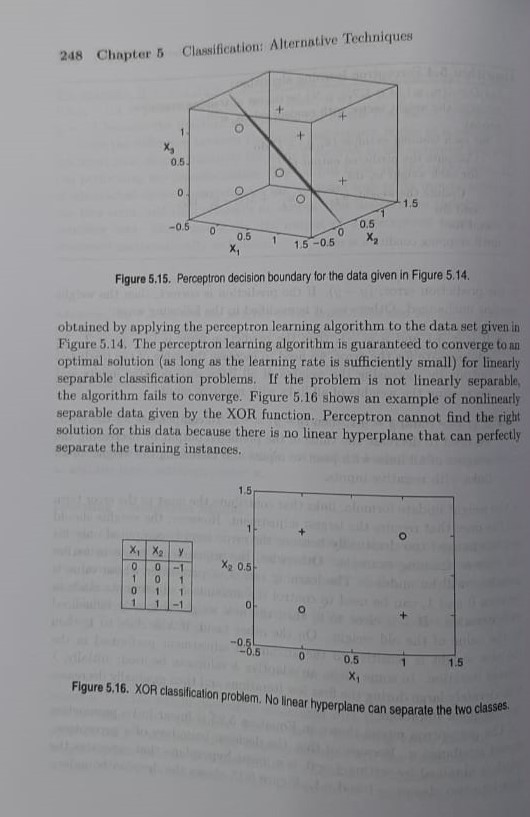 248 Chapter 5 Classification: Alternative Techniques
1
X₃
0.5
0
-0.5
0
0.5
1
1.5
X₁
-0.5
0
0.5
1
1.5
X₂
Figure 5.15. Perceptron decision boundary for the data given in Figure 5.14.
obtained by applying the perceptron learning algorithm to the data set given in
Figure 5.14. The perceptron learning algorithm is guaranteed to converge to an
optimal solution (as long as the learning rate is sufficiently small) for linearly
separable classification problems. If the problem is not linearly separable,
the algorithm fails to converge. Figure 5.16 shows an example of nonlinearly
separable data given by the XOR function. Perceptron cannot find the right
solution for this data because there is no linear hyperplane that can perfectly
separate the training instances.
X₁ X₂ y
0 0 -1
1 0 1
0 1 1
1 1 -1
1.5
1
X₂ 0.5
0
-0.5
-0.5 0 0.5 1 1.5
X₁
Figure 5.16. XOR classification problem. No linear hyperplane can separate the two classes.